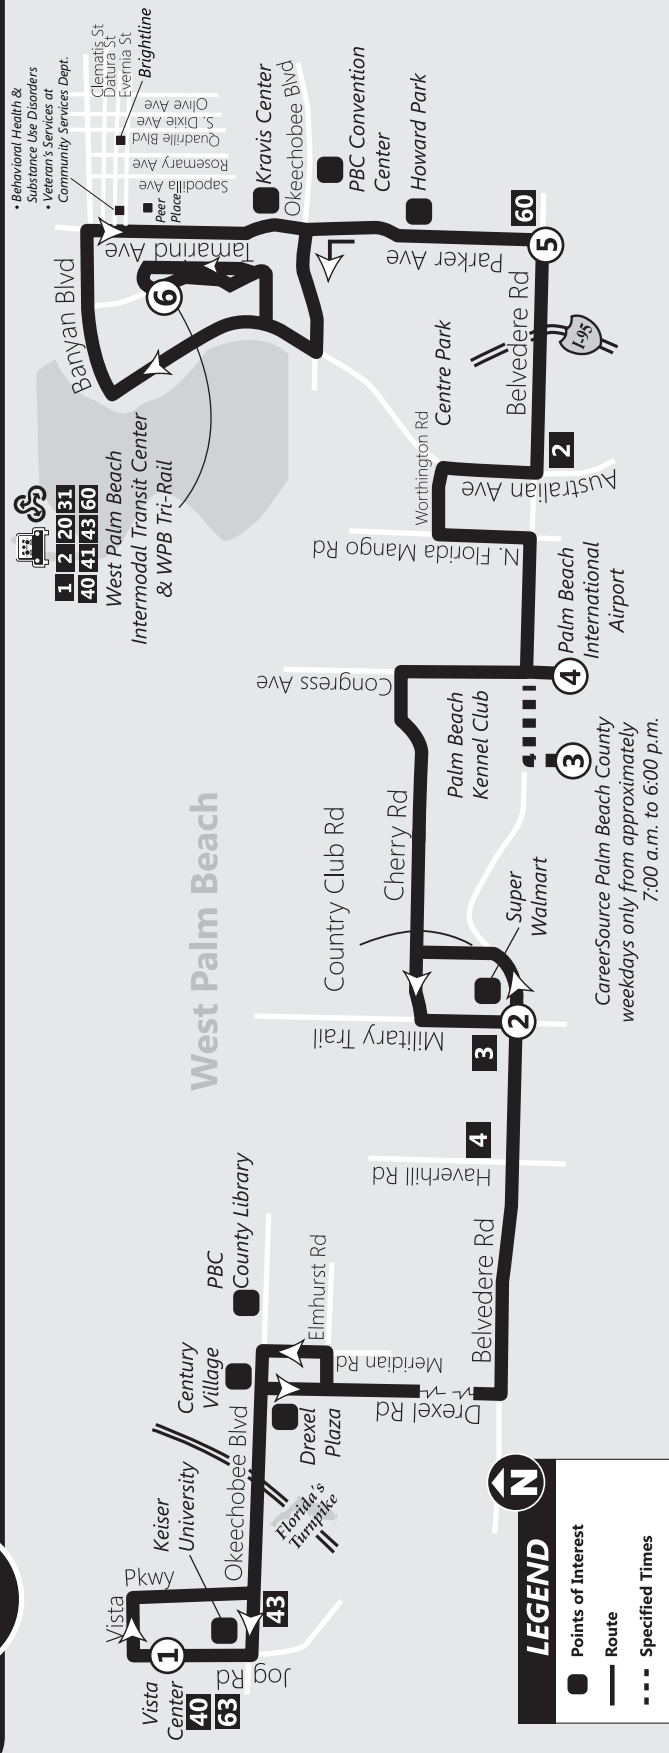 Vista
Center
40
63
1
Vista
Pkwy
Jog Rd
43
Keiser
University
Okeechobee Blvd
Florida's
Turnpike
Century
Village
Drexel
Plaza
PBC
County Library
Elmhurst Rd
Meridian Rd
Drexel Rd
Belvedere Rd
Haverhill Rd
4
West Palm Beach
Military Trail
3
2
Country Club Rd
Cherry Rd
Super
Walmart
CareerSource Palm Beach County
weekdays only from approximately
7:00 a.m. to 6:00 p.m.
3
Palm Beach
Kennel Club
Congress Ave
4
Palm Beach
International
Airport
N. Florida Mango Rd
Worthington Rd
Australian Ave
2
Centre Park
Belvedere Rd
I-95
5
60
Parker Ave
Howard Park
PBC Convention
Center
Okeechobee Blvd
Kravis Center
1 2 20 31
40 41 43 60
West Palm Beach
Intermodal Transit Center
& WPB Tri-Rail
6
Banyan Blvd
Tamarind Ave
Peer
Place
Sapodilla Ave
Rosemary Ave
Quadrille Blvd
S. Dixie Ave
Olive Ave
Clematis St
Datura St
Evernia St
Brightline
• Behavioral Health &
Substance Use Disorders
• Veteran's Services at
Community Services Dept.
N
LEGEND
Points of Interest
Route
Specified Times